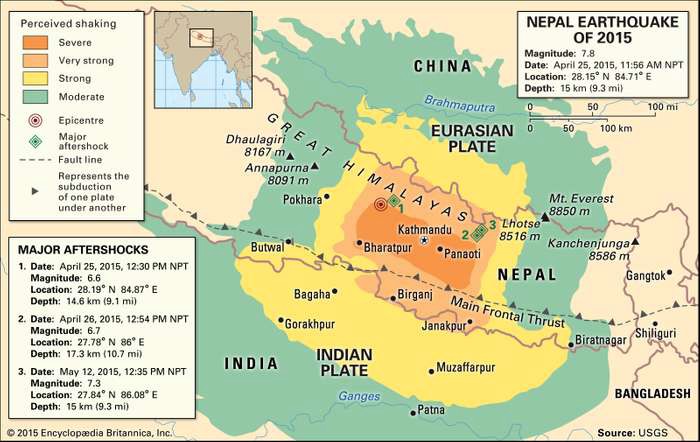 Perceived shaking
Severe
Very strong
Strong
Moderate
Epicentre
Major
aftershock
Fault line
Represents the
subduction
of one plate
under another
NEPAL EARTHQUAKE
OF 2015
Magnitude: 7.8
Date: April 25, 2015, 11:56 AM NPT
Location: 28.15° N 84.71° E
Depth: 15 km (9.3 mi)
0 50 100 mi
0 50 100 km
CHINA
Brahmaputra
EURASIAN
PLATE
GREAT HIMALAYAS
Dhaulagiri
8167 m
Annapurna
8091 m
Pokhara
1
Mt. Everest
8850 m
Lhotse
8516 m
Kanchenjunga
8586 m
Kathmandu
2
3
Butwal
Bharatpur
Panaoti
NEPAL
Gangtok
Bagaha
Birganj
Main Frontal Thrust
Gorakhpur
Janakpur
Biratnagar
Shiliguri
INDIA
INDIAN
PLATE
Muzaffarpur
BANGLADESH
Ganges
Patna
MAJOR AFTERSHOCKS
1. Date: April 25, 2015, 12:30 PM NPT
Magnitude: 6.6
Location: 28.19° N 84.87° E
Depth: 14.6 km (9.1 mi)
2. Date: April 26, 2015, 12:54 PM NPT
Magnitude: 6.7
Location: 27.78° N 86° E
Depth: 17.3 km (10.7 mi)
3. Date: May 12, 2015, 12:35 PM NPT
Magnitude: 7.3
Location: 27.84° N 86.08° E
Depth: 15 km (9.3 mi)
© 2015 Encyclopædia Britannica, Inc.
Source: USGS